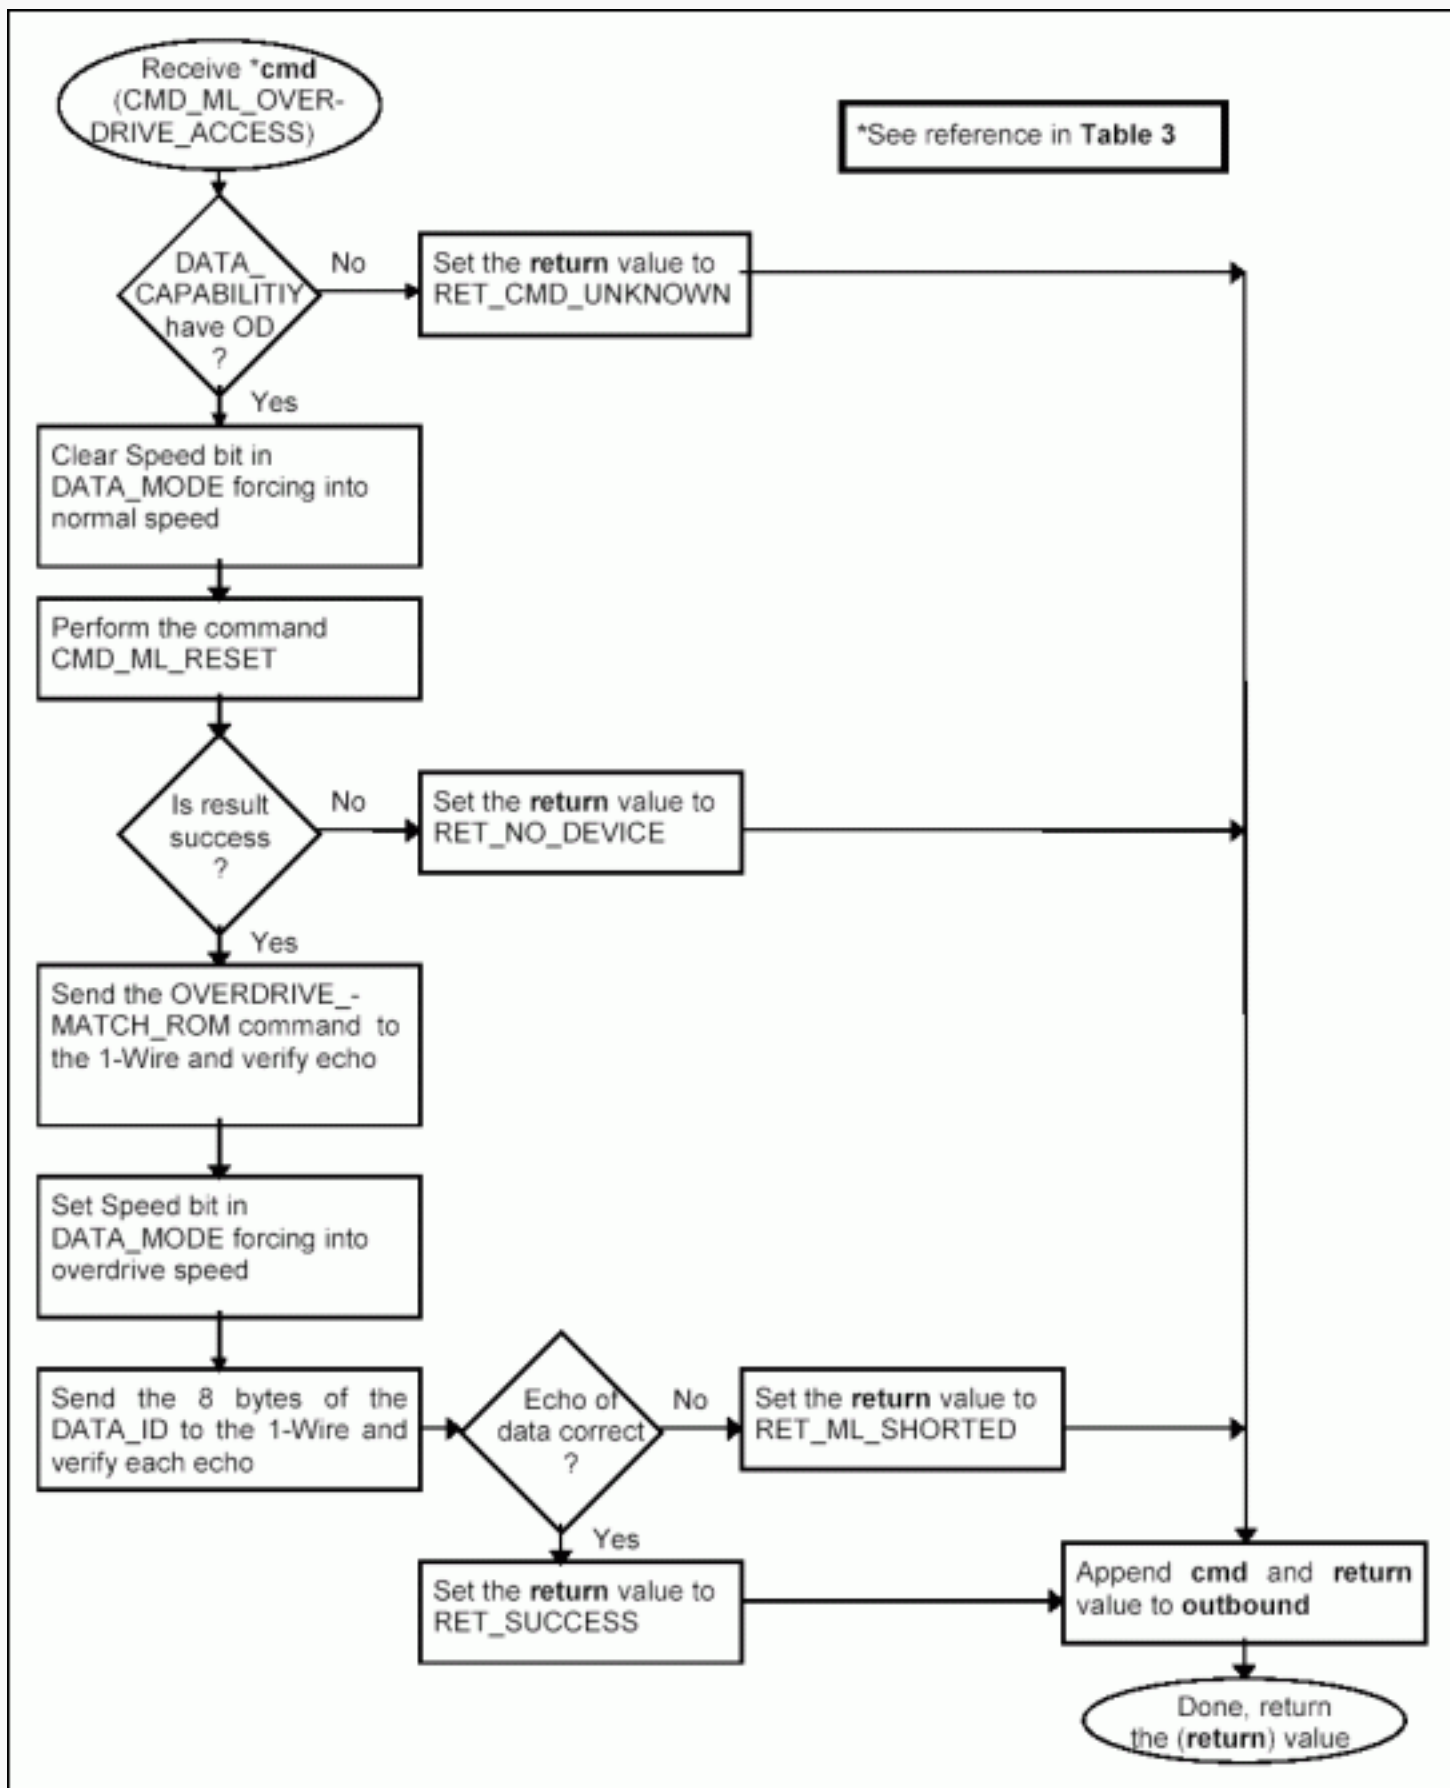 Receive *cmd
(CMD_ML_OVER-
DRIVE_ACCESS)
*See reference in Table 3
DATA_
CAPABILITIY
have OD
?
No
Set the return value to
RET_CMD_UNKNOWN
Yes
Clear Speed bit in
DATA_MODE forcing into
normal speed
Perform the command
CMD_ML_RESET
Is result
success
?
No
Set the return value to
RET_NO_DEVICE
Yes
Send the OVERDRIVE_-
MATCH_ROM command to
the 1-Wire and verify echo
Set Speed bit in
DATA_MODE forcing into
overdrive speed
Send the 8 bytes of the
DATA_ID to the 1-Wire and
verify each echo
Echo of
data correct
?
No
Set the return value to
RET_ML_SHORTED
Yes
Set the return value to
RET_SUCCESS
Append cmd and return
value to outbound
Done, return
the (return) value